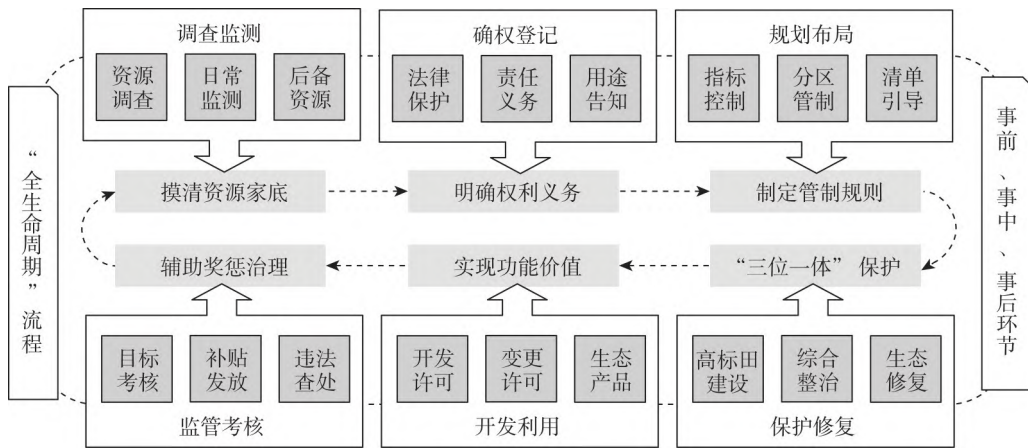 调查监测
资源
调查
日常
监测
后备
资源
确权登记
法律
保护
责任
义务
用途
告知
规划布局
指标
控制
分区
管制
清单
引导
“全生命周期”流程
事前、事中、事后环节
摸清资源家底
明确权利义务
制定管制规则
辅助奖惩治理
实现功能价值
“三位一体”保护
目标
考核
补贴
发放
违法
查处
监管考核
开发
许可
变更
许可
生态
产品
开发利用
高标田
建设
综合
整治
生态
修复
保护修复